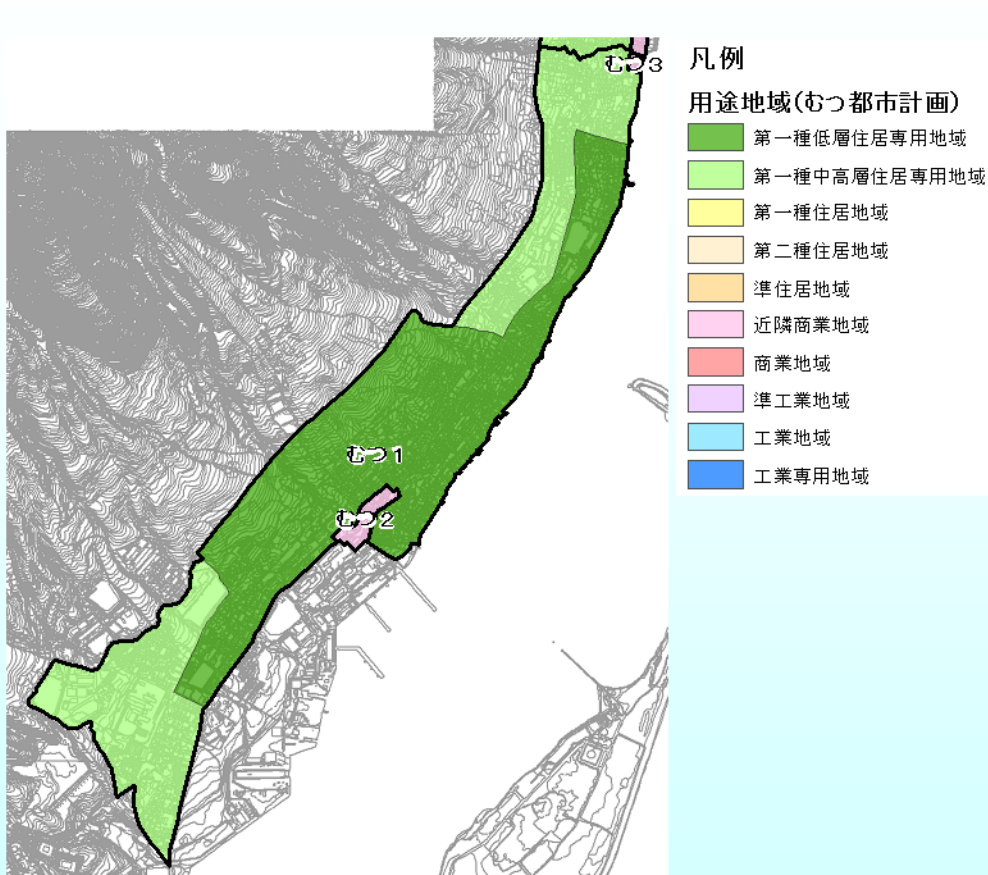 むつ3
むつ1
むつ2
凡例
用途地域(むつ都市計画)
第一種低層住居専用地域
第一種中高層住居専用地域
第一種住居地域
第二種住居地域
準住居地域
近隣商業地域
商業地域
準工業地域
工業地域
工業専用地域